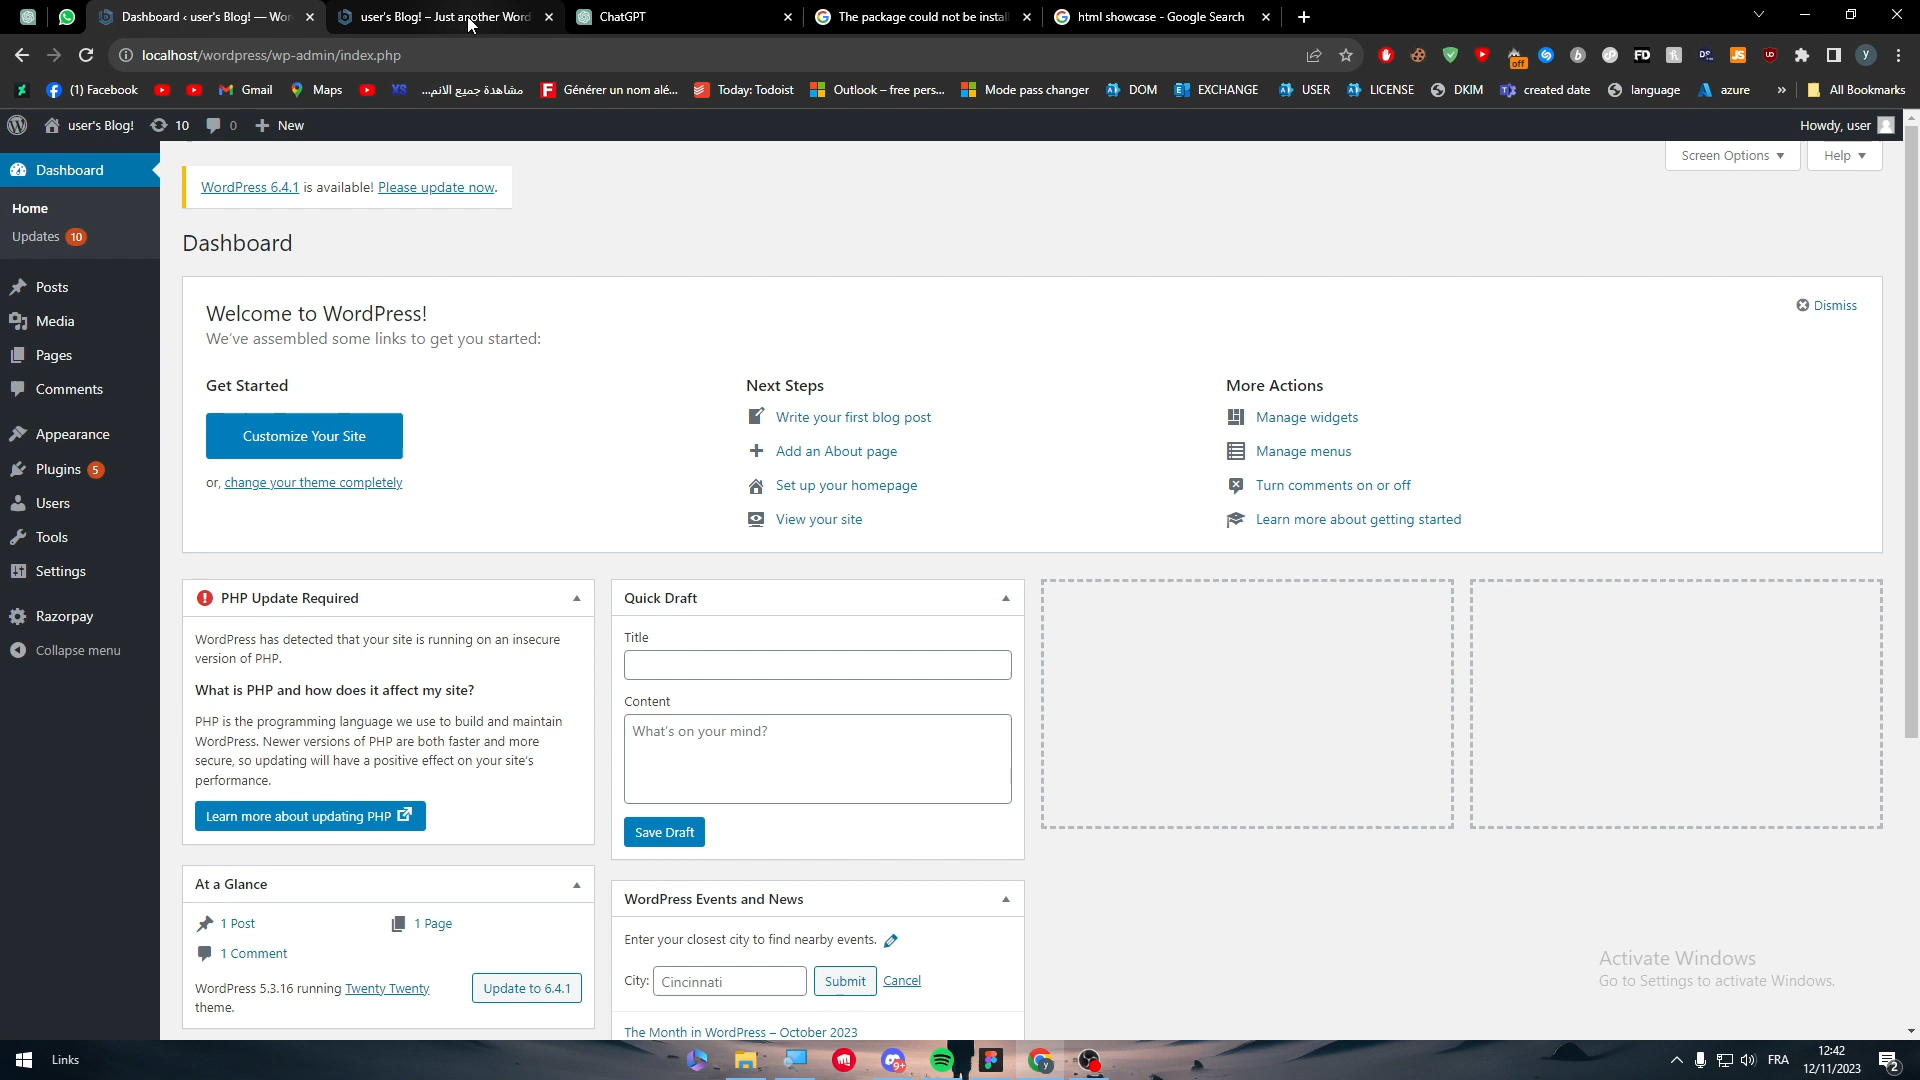 Dashboard ‹ user's Blog! — Wor
user's Blog! – Just another Word
ChatGPT
The package could not be instal
html showcase - Google Search
localhost/wordpress/wp-admin/index.php
off
FD
JS
y
(1) Facebook
Gmail
Maps
XS
مشاهدة جميع الانم...
Générer un nom alé...
Today: Todoist
Outlook – free pers...
Mode pass changer
DOM
EXCHANGE
USER
LICENSE
DKIM
created date
language
azure
»
All Bookmarks
user's Blog!
10
0
New
Howdy, user
Screen Options
Help
Dashboard
Home
Updates 10
Posts
Media
Pages
Comments
Appearance
Plugins 5
Users
Tools
Settings
Razorpay
Collapse menu
WordPress 6.4.1 is available! Please update now.
Dashboard
Welcome to WordPress!
We've assembled some links to get you started:
Dismiss
Get Started
Customize Your Site
or, change your theme completely
Next Steps
Write your first blog post
Add an About page
Set up your homepage
View your site
More Actions
Manage widgets
Manage menus
Turn comments on or off
Learn more about getting started
PHP Update Required
WordPress has detected that your site is running on an insecure
version of PHP.
What is PHP and how does it affect my site?
PHP is the programming language we use to build and maintain
WordPress. Newer versions of PHP are both faster and more
secure, so updating will have a positive effect on your site's
performance.
Learn more about updating PHP
At a Glance
1 Post
1 Page
1 Comment
WordPress 5.3.16 running Twenty Twenty
theme.
Update to 6.4.1
Quick Draft
Title
Content
What's on your mind?
Save Draft
WordPress Events and News
Enter your closest city to find nearby events.
City:
Cincinnati
Submit
Cancel
The Month in WordPress – October 2023
Activate Windows
Go to Settings to activate Windows.
Links
FRA
12:42
12/11/2023
2